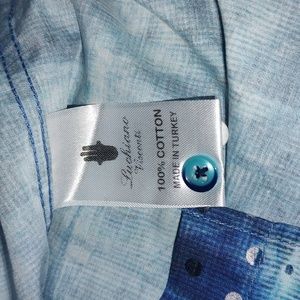 Luchiano
Visconti
100% COTTON
MADE IN TURKEY